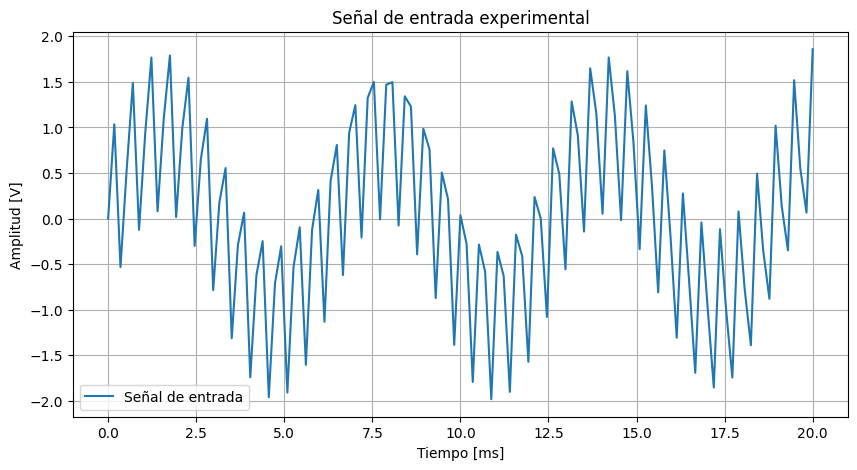 Señal de entrada experimental
Amplitud [V]
2.0
1.5
1.0
0.5
0.0
−0.5
−1.0
−1.5
−2.0
Señal de entrada
0.0 2.5 5.0 7.5 10.0 12.5 15.0 17.5 20.0
Tiempo [ms]